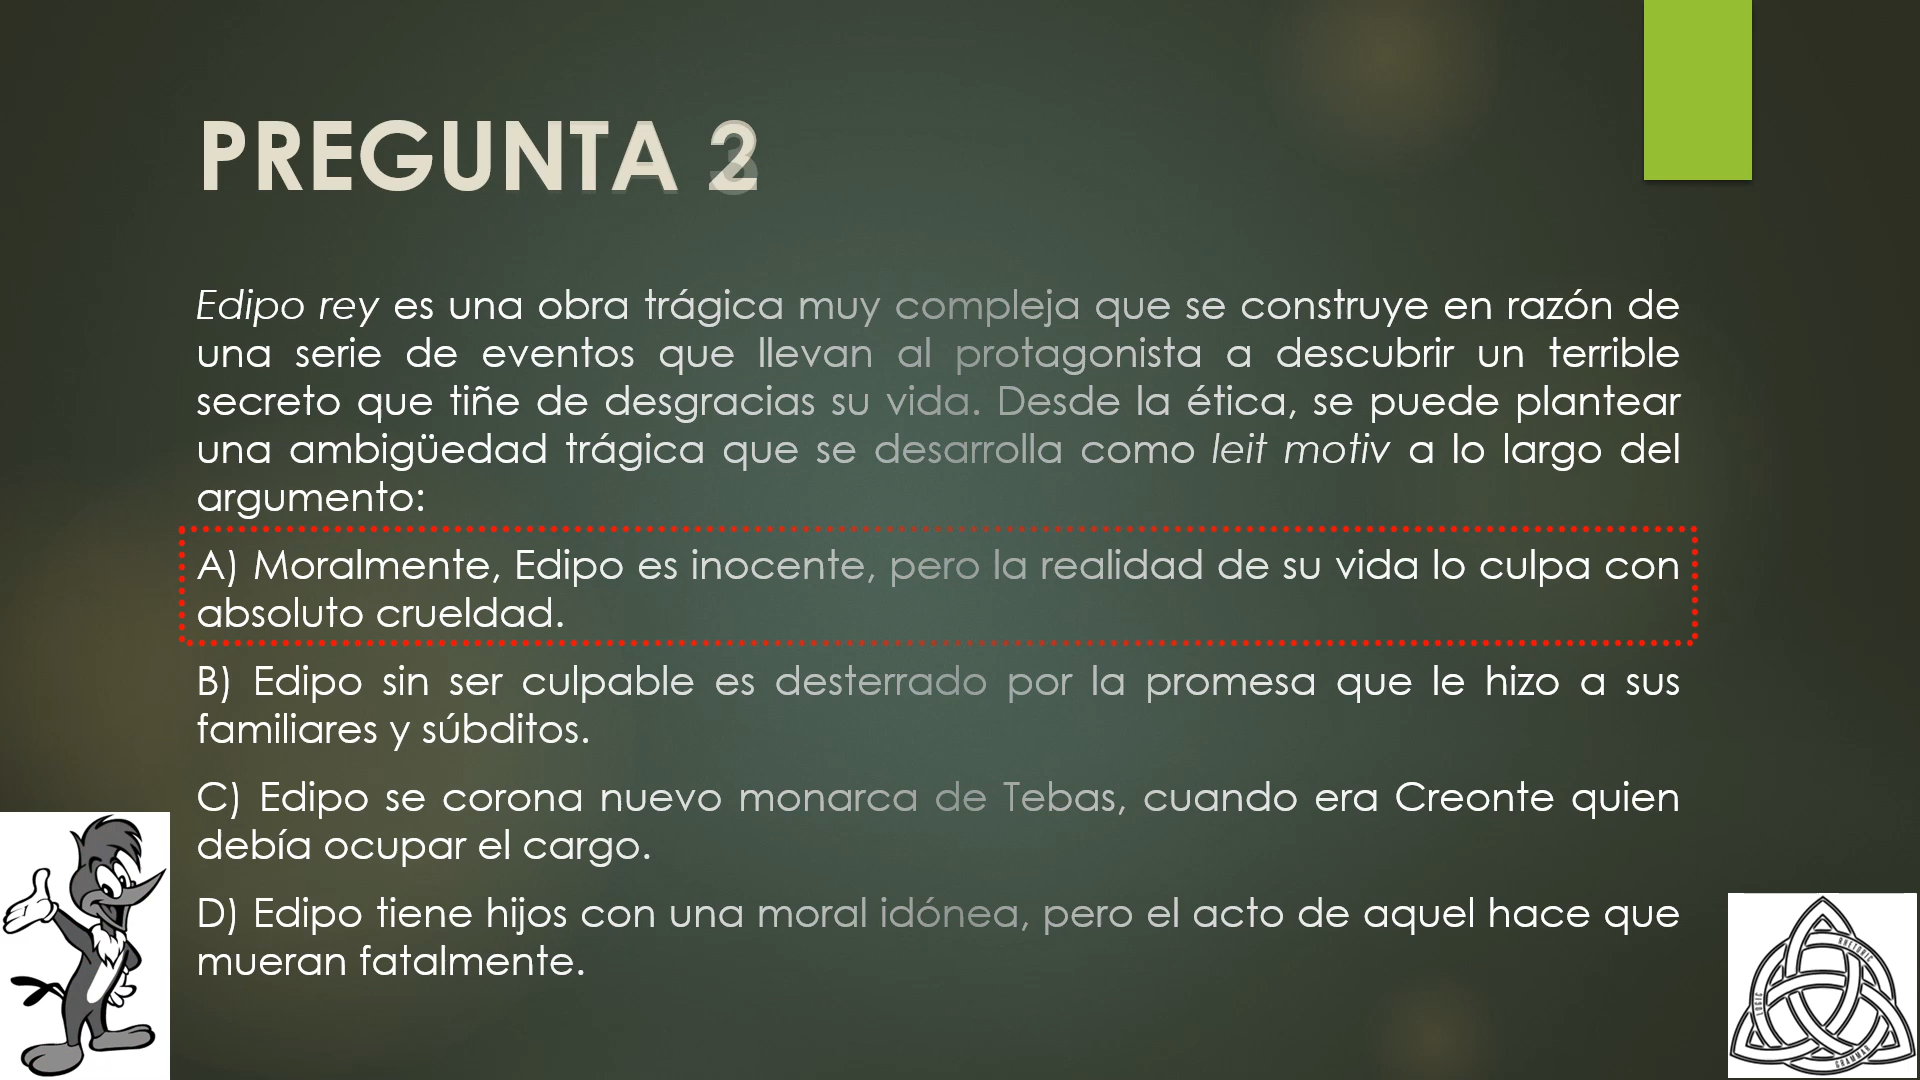 PREGUNTA 2
Edipo rey es una obra trágica muy compleja que se construye en razón de
una serie de eventos que llevan al protagonista a descubrir un terrible
secreto que tiñe de desgracias su vida. Desde la ética, se puede plantear
una ambigüedad trágica que se desarrolla como leit motiv a lo largo del
argumento:
A) Moralmente, Edipo es inocente, pero la realidad de su vida lo culpa con
absoluto crueldad.
B) Edipo sin ser culpable es desterrado por la promesa que le hizo a sus
familiares y súbditos.
C) Edipo se corona nuevo monarca de Tebas, cuando era Creonte quien
debía ocupar el cargo.
D) Edipo tiene hijos con una moral idónea, pero el acto de aquel hace que
mueran fatalmente.
RHETORIC
LOGIC
GRAMMAR